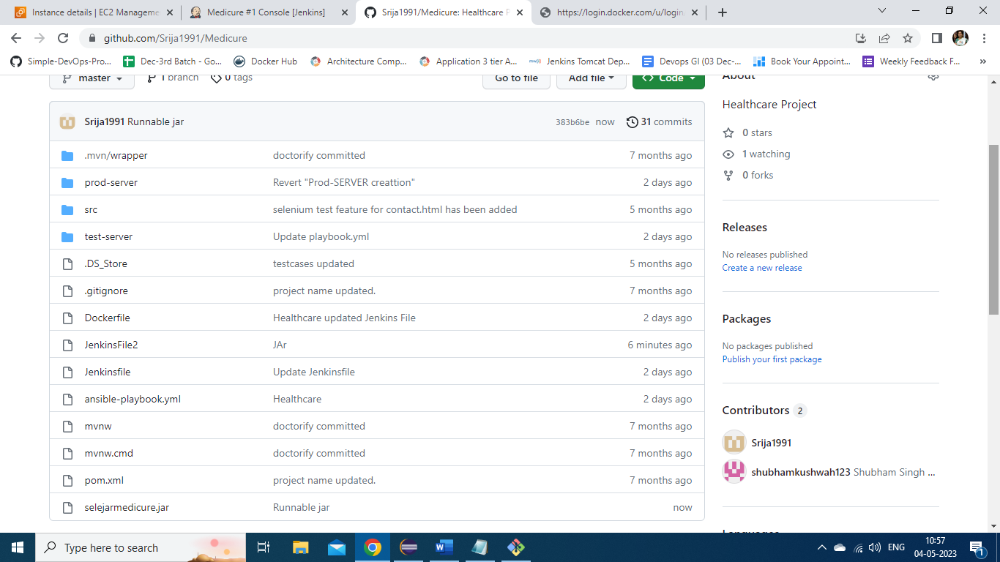 Instance details | EC2 Manageme
Medicure #1 Console [Jenkins]
Srija1991/Medicure: Healthcare P
https://login.docker.com/u/login
github.com/Srija1991/Medicure
Simple-DevOps-Pro...
Dec-3rd Batch - Go...
Docker Hub
Architecture Comp...
Application 3 tier A...
Jenkins Tomcat Dep...
Devops GI (03 Dec-...
Book Your Appoint...
Weekly Feedback F...
»
master
1 branch
0 tags
Go to file
Add file
<> Code
About
Srija1991 Runnable jar
383b6be now
31 commits
.mvn/wrapper doctorify committed 7 months ago
prod-server Revert "Prod-SERVER creattion" 2 days ago
src selenium test feature for contact.html has been added 5 months ago
test-server Update playbook.yml 2 days ago
.DS_Store testcases updated 5 months ago
.gitignore project name updated. 7 months ago
Dockerfile Healthcare updated Jenkins File 2 days ago
JenkinsFile2 JAr 6 minutes ago
Jenkinsfile Update Jenkinsfile 2 days ago
ansible-playbook.yml Healthcare 2 days ago
mvnw doctorify committed 7 months ago
mvnw.cmd doctorify committed 7 months ago
pom.xml project name updated. 7 months ago
selejarmedicure.jar Runnable jar now
Healthcare Project
0 stars
1 watching
0 forks
Releases
No releases published
Create a new release
Packages
No packages published
Publish your first package
Contributors 2
Srija1991
shubhamkushwah123 Shubham Singh ...
Languages
Type here to search
ENG
10:57
04-05-2023
1